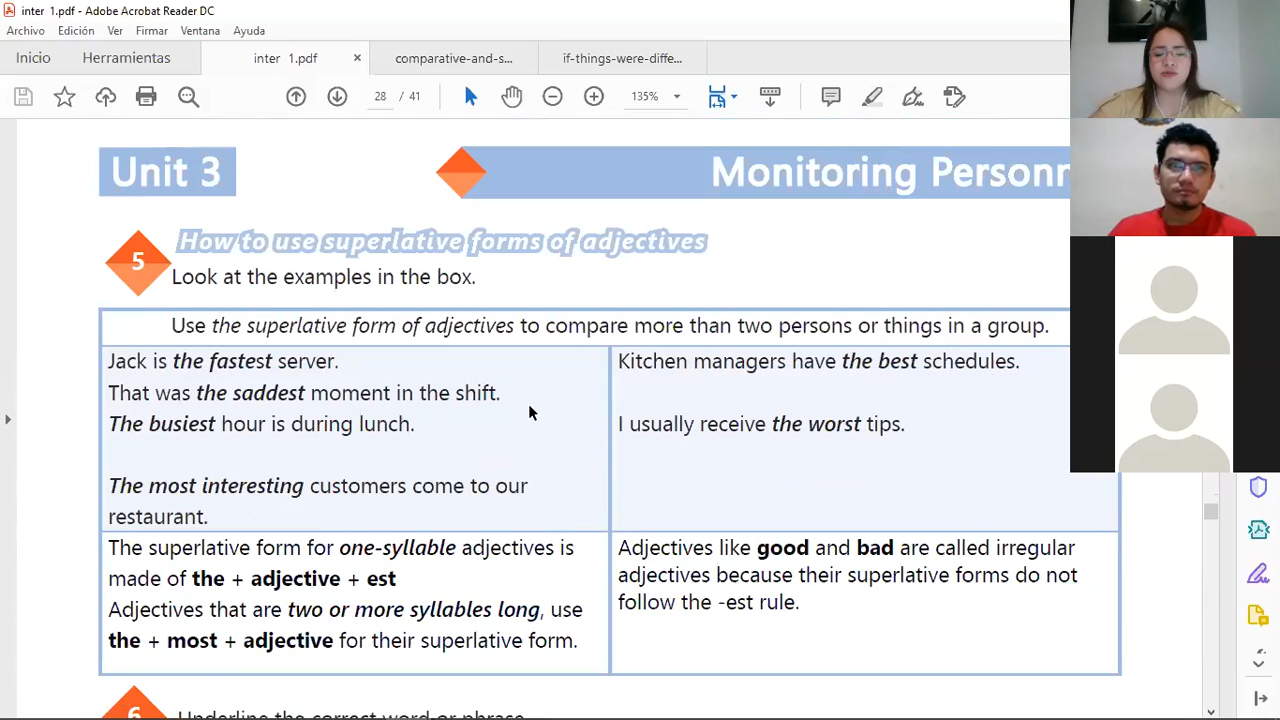 inter 1.pdf - Adobe Acrobat Reader DC
Archivo Edición Ver Firmar Ventana Ayuda
Inicio Herramientas inter 1.pdf × comparative-and-s... if-things-were-diffe...
28 / 41 135%
Unit 3 Monitoring Personn
5 How to use superlative forms of adjectives
Look at the examples in the box.
Use the superlative form of adjectives to compare more than two persons or things in a group.
Jack is the fastest server.
That was the saddest moment in the shift.
The busiest hour is during lunch.
The most interesting customers come to our
restaurant.
Kitchen managers have the best schedules.
I usually receive the worst tips.
The superlative form for one-syllable adjectives is
made of the + adjective + est
Adjectives that are two or more syllables long, use
the + most + adjective for their superlative form.
Adjectives like good and bad are called irregular
adjectives because their superlative forms do not
follow the -est rule.
6 Underline the correct word or phrase